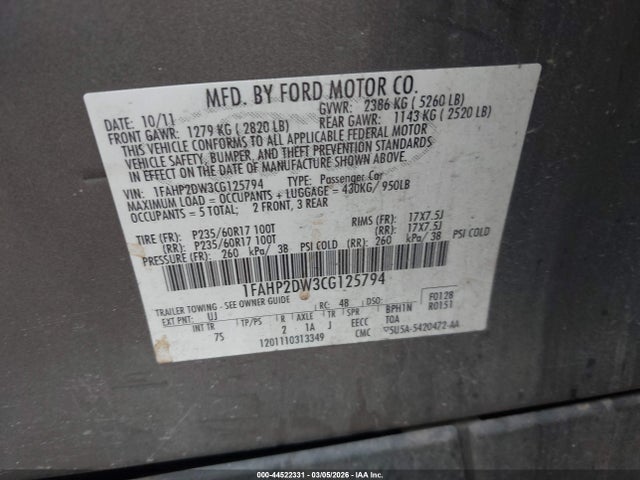 MFD. BY FORD MOTOR CO.
DATE: 10/11 GVWR: 2386 KG ( 5260 LB)
FRONT GAWR: 1279 KG ( 2820 LB) REAR GAWR: 1143 KG ( 2520 LB)
THIS VEHICLE CONFORMS TO ALL APPLICABLE FEDERAL MOTOR
VEHICLE SAFETY, BUMPER, AND THEFT PREVENTION STANDARDS
IN EFFECT ON THE DATE OF MANUFACTURE SHOWN ABOVE.
VIN: 1FAHP2DW3CG125794 TYPE: Passenger Car
MAXIMUM LOAD = OCCUPANTS + LUGGAGE = 430KG/ 950LB
OCCUPANTS = 5 TOTAL; 2 FRONT, 3 REAR
TIRE (FR): P235/60R17 100T RIMS (FR): 17X7.5J
(RR): P235/60R17 100T (RR): 17X7.5J
PRESSURE (FR): 260 kPa/ 38 PSI COLD (RR): 260 kPa/ 38 PSI COLD
1FAHP2DW3CG125794
TRAILER TOWING - SEE OWNER GUIDE
EXT PNT: UJ RC: 48 DSO: F0128
INT TR TP/PS R AXLE TR SPR BPH1N R0151
7S 2 1A J EECC TOA
1201110313349 CMC SU5A-5420472-AA
000-44522331 - 03/05/2026 - IAA Inc.